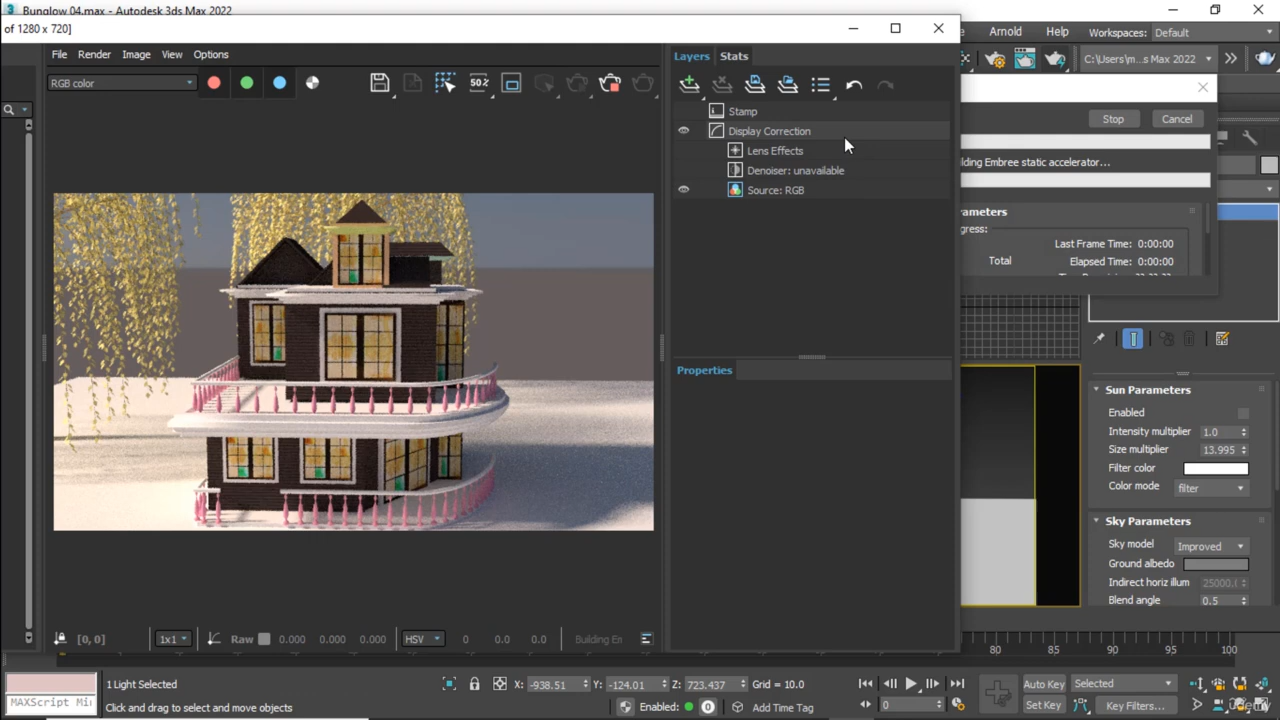 Bunglow 04.max - Autodesk 3ds Max 2022
of 1280 x 720]
File Render Image View Options
Layers Stats
Arnold Help Workspaces: Default
RGB color
50%
C:\Users\m...s Max 2022
Stamp
Display Correction
Lens Effects
Denoiser: unavailable
Source: RGB
Stop Cancel
ilding Embree static accelerator...
arameters
gress:
Last Frame Time: 0:00:00
Total Elapsed Time: 0:00:00
Properties
Sun Parameters
Enabled
Intensity multiplier 1.0
Size multiplier 13.995
Filter color
Color mode filter
Sky Parameters
Sky model Improved
Ground albedo
Indirect horiz illum 25000.(
Blend angle 0.5
[0, 0] 1x1 Raw 0.000 0.000 0.000 HSV 0 0.0 0.0 Building En
80 85 90 95 100
1 Light Selected X: -938.51 Y: -124.01 Z: 723.437 Grid = 10.0 Auto Key Selected
MAXScript Mi Click and drag to select and move objects Enabled: 0 Add Time Tag 0 Set Key Key Filters...
Udemy